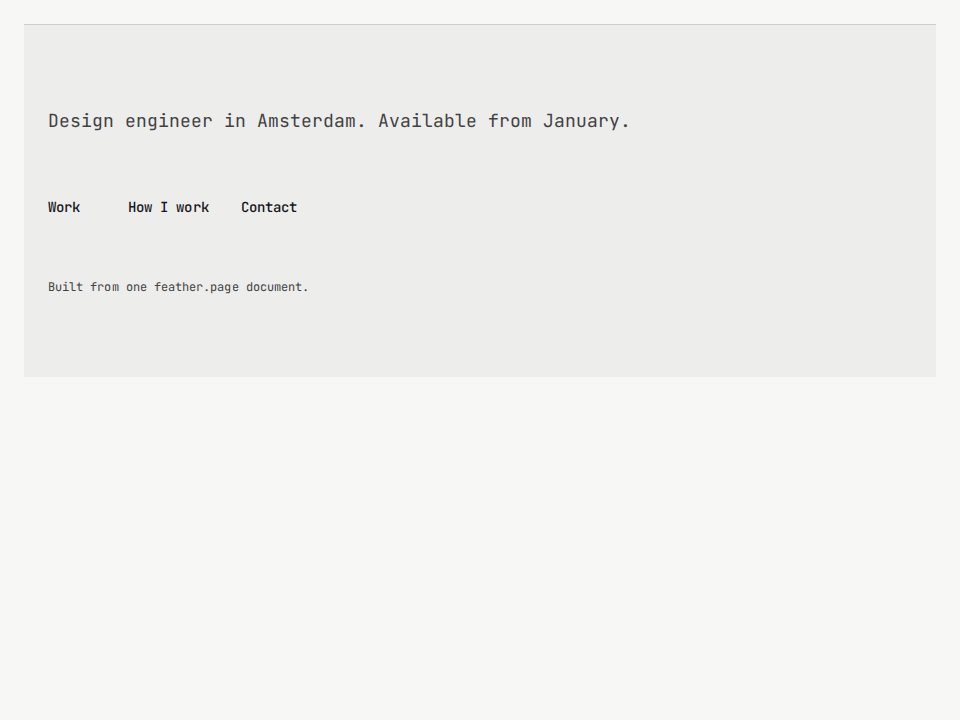 Design engineer in Amsterdam. Available from January.
Work How I work Contact
Built from one feather.page document.